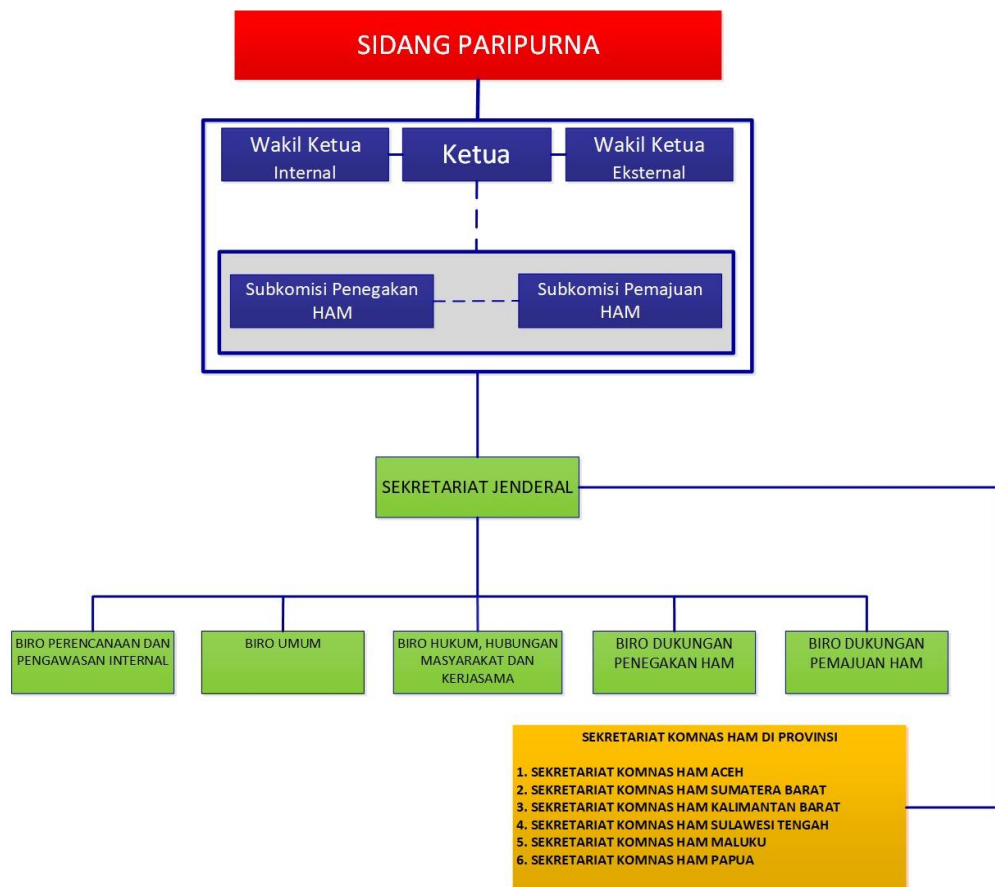 SIDANG PARIPURNA
Wakil Ketua
Internal
Ketua
Wakil Ketua
Eksternal
Subkomisi Penegakan
HAM
Subkomisi Pemajuan
HAM
SEKRETARIAT JENDERAL
BIRO PERENCANAAN DAN
PENGAWASAN INTERNAL
BIRO UMUM
BIRO HUKUM, HUBUNGAN
MASYARAKAT DAN
KERJASAMA
BIRO DUKUNGAN
PENEGAKAN HAM
BIRO DUKUNGAN
PEMAJUAN HAM
SEKRETARIAT KOMNAS HAM DI PROVINSI
1. SEKRETARIAT KOMNAS HAM ACEH
2. SEKRETARIAT KOMNAS HAM SUMATERA BARAT
3. SEKRETARIAT KOMNAS HAM KALIMANTAN BARAT
4. SEKRETARIAT KOMNAS HAM SULAWESI TENGAH
5. SEKRETARIAT KOMNAS HAM MALUKU
6. SEKRETARIAT KOMNAS HAM PAPUA